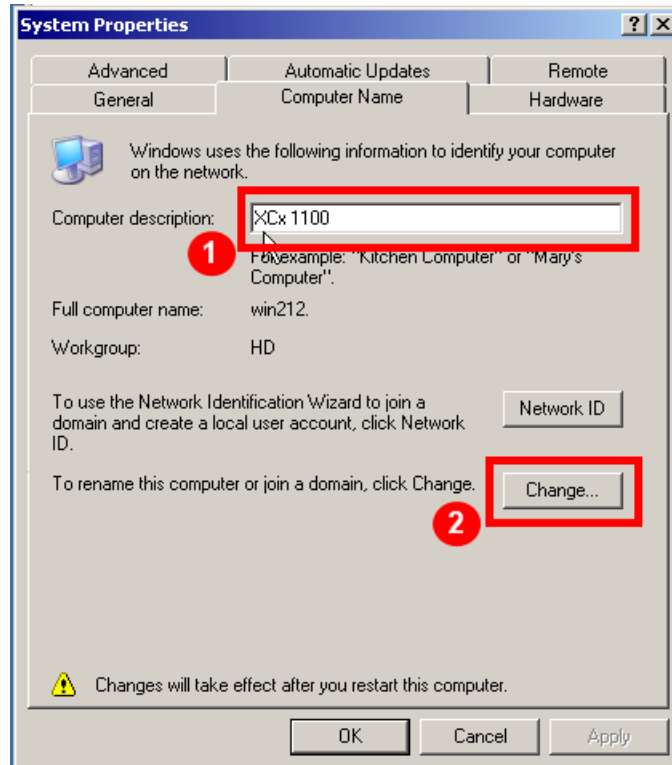 System Properties
? X
Advanced
Automatic Updates
Remote
General
Computer Name
Hardware
Windows uses the following information to identify your computer
on the network.
Computer description:
XCx 1100
1
For example: "Kitchen Computer" or "Mary's
Computer".
Full computer name:
win212.
Workgroup:
HD
To use the Network Identification Wizard to join a
domain and create a local user account, click Network
ID.
Network ID
To rename this computer or join a domain, click Change.
Change...
2
Changes will take effect after you restart this computer.
OK
Cancel
Apply